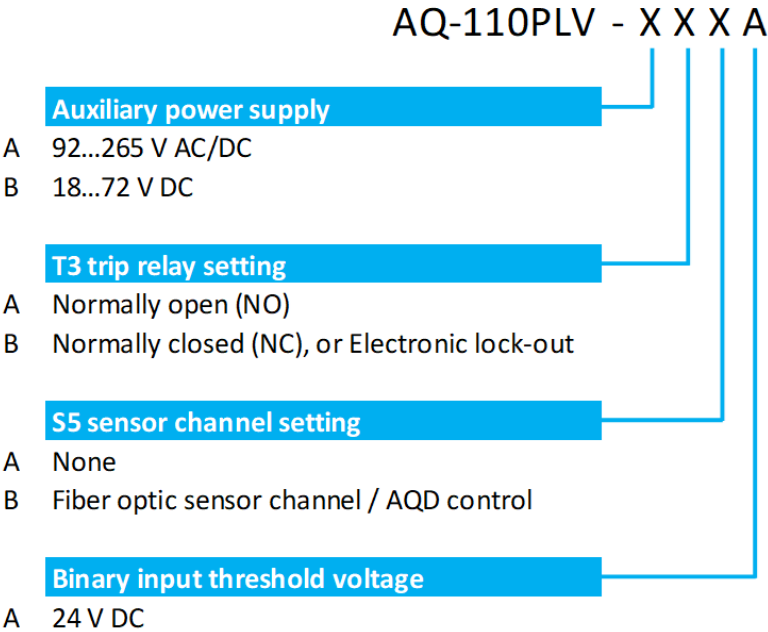 AQ-110PLV - X X X A
Auxiliary power supply
A 92...265 V AC/DC
B 18...72 V DC
T3 trip relay setting
A Normally open (NO)
B Normally closed (NC), or Electronic lock-out
S5 sensor channel setting
A None
B Fiber optic sensor channel / AQD control
Binary input threshold voltage
A 24 V DC